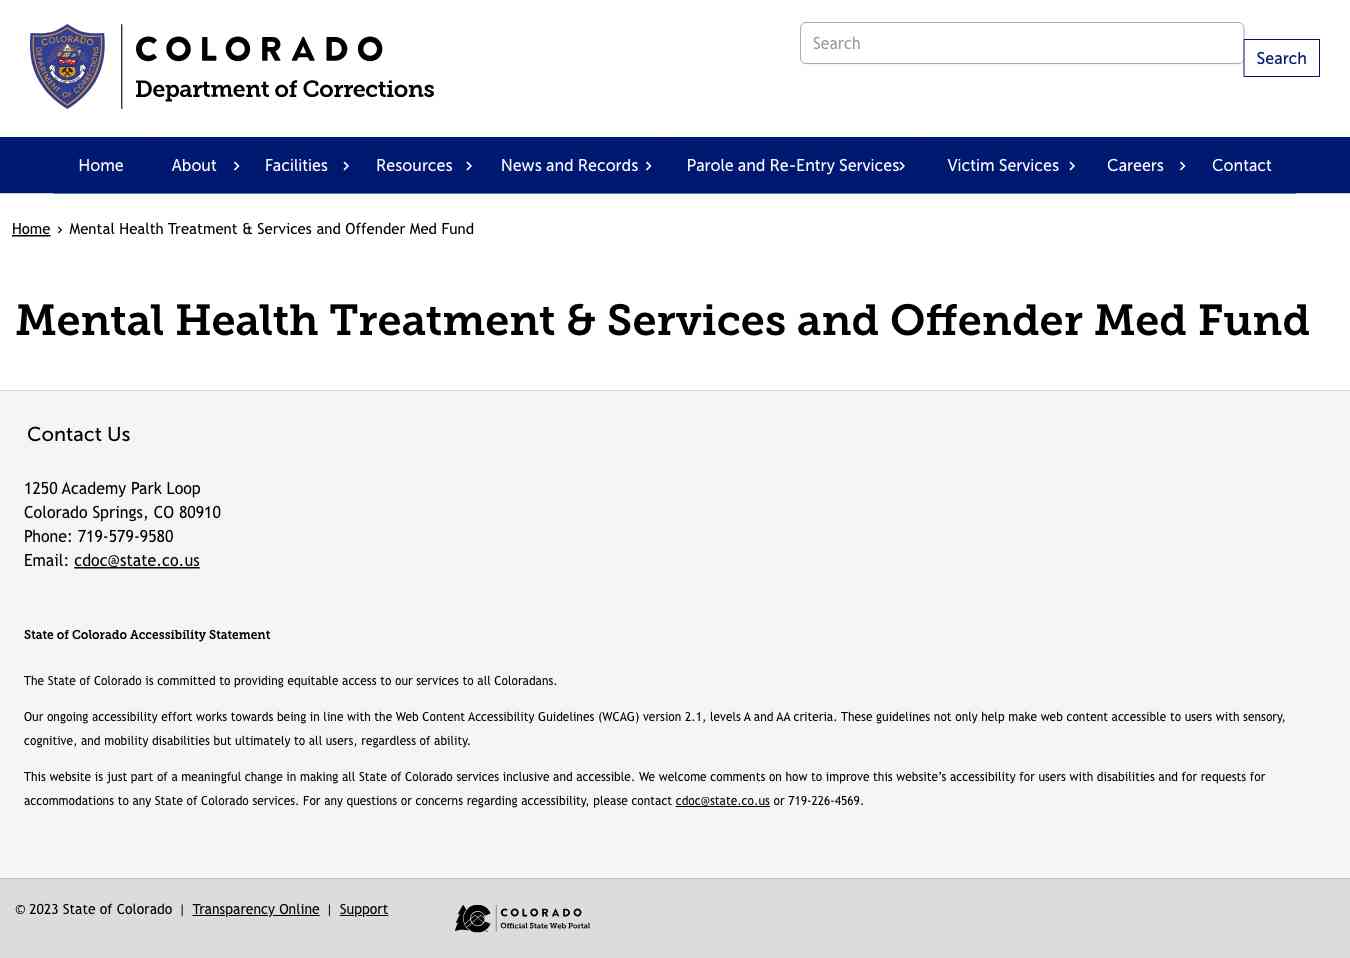 COLORADO
Department of Corrections
Search
Search
Home About Facilities Resources News and Records Parole and Re-Entry Services Victim Services Careers Contact
Home › Mental Health Treatment & Services and Offender Med Fund
Mental Health Treatment & Services and Offender Med Fund
Contact Us
1250 Academy Park Loop
Colorado Springs, CO 80910
Phone: 719-579-9580
Email: cdoc@state.co.us
State of Colorado Accessibility Statement
The State of Colorado is committed to providing equitable access to our services to all Coloradans.
Our ongoing accessibility effort works towards being in line with the Web Content Accessibility Guidelines (WCAG) version 2.1, levels A and AA criteria. These guidelines not only help make web content accessible to users with sensory,
cognitive, and mobility disabilities but ultimately to all users, regardless of ability.
This website is just part of a meaningful change in making all State of Colorado services inclusive and accessible. We welcome comments on how to improve this website's accessibility for users with disabilities and for requests for
accommodations to any State of Colorado services. For any questions or concerns regarding accessibility, please contact cdoc@state.co.us or 719-226-4569.
© 2023 State of Colorado | Transparency Online | Support
COLORADO
Official State Web Portal